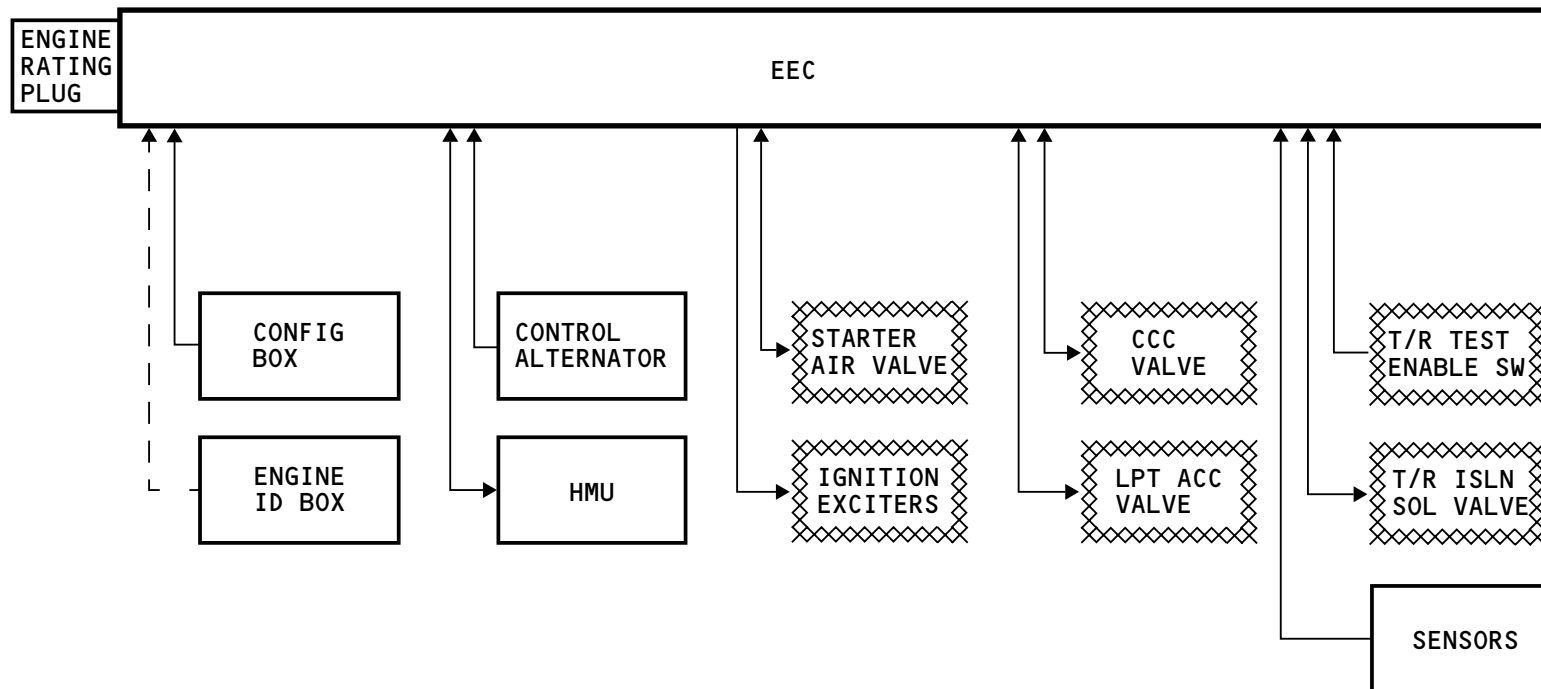 ENGINE
RATING
PLUG
EEC
CONFIG
BOX
CONTROL
ALTERNATOR
STARTER
AIR VALVE
CCC
VALVE
T/R TEST
ENABLE SW
ENGINE
ID BOX
HMU
IGNITION
EXCITERS
LPT ACC
VALVE
T/R ISLN
SOL VALVE
SENSORS